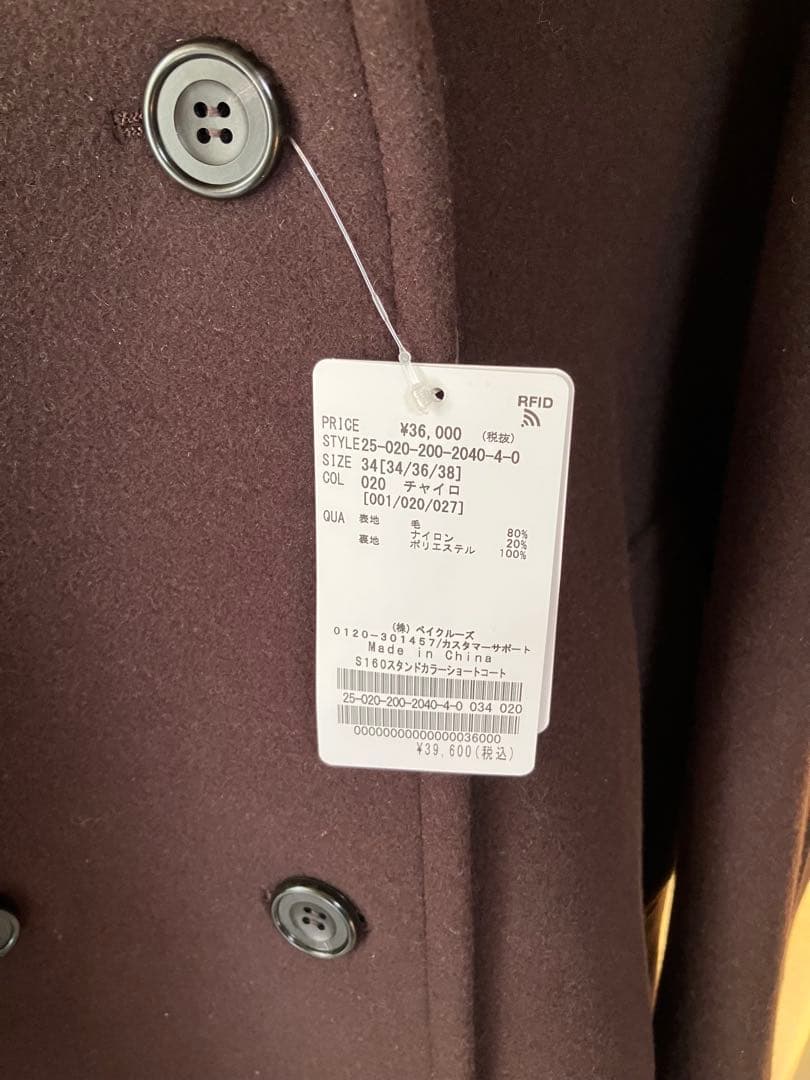 RFID
PRICE ¥36,000 (税抜)
STYLE 25-020-200-2040-4-0
SIZE 34[34/36/38]
COL 020 チャイロ
[001/020/027]
QUA 表地 毛 80%
ナイロン 20%
裏地 ポリエステル 100%
(株) ベイクルーズ
0120-301457/カスタマーサポート
Made in China
S160スタンドカラーショートコート
25-020-200-2040-4-0 034 020
00000000000000036000
¥39,600(税込)